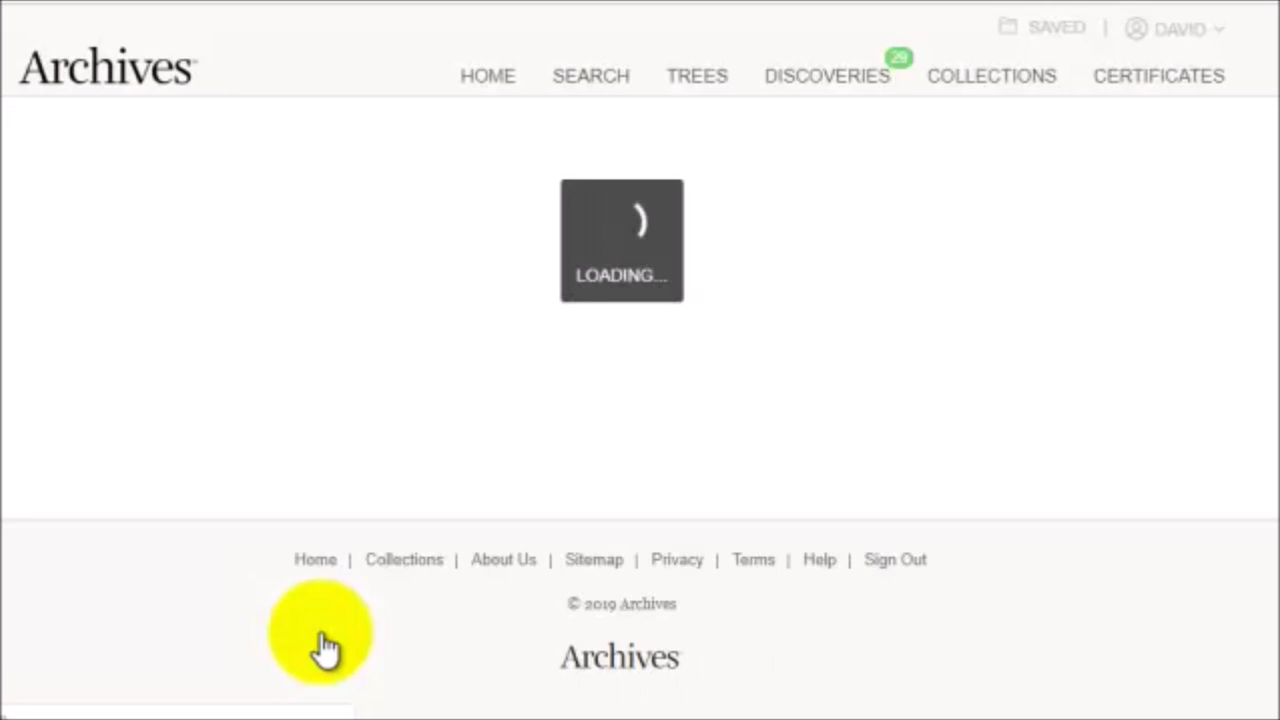 SAVED | DAVID
Archives
HOME SEARCH TREES DISCOVERIES 29 COLLECTIONS CERTIFICATES
LOADING...
Home | Collections | About Us | Sitemap | Privacy | Terms | Help | Sign Out
© 2019 Archives
Archives